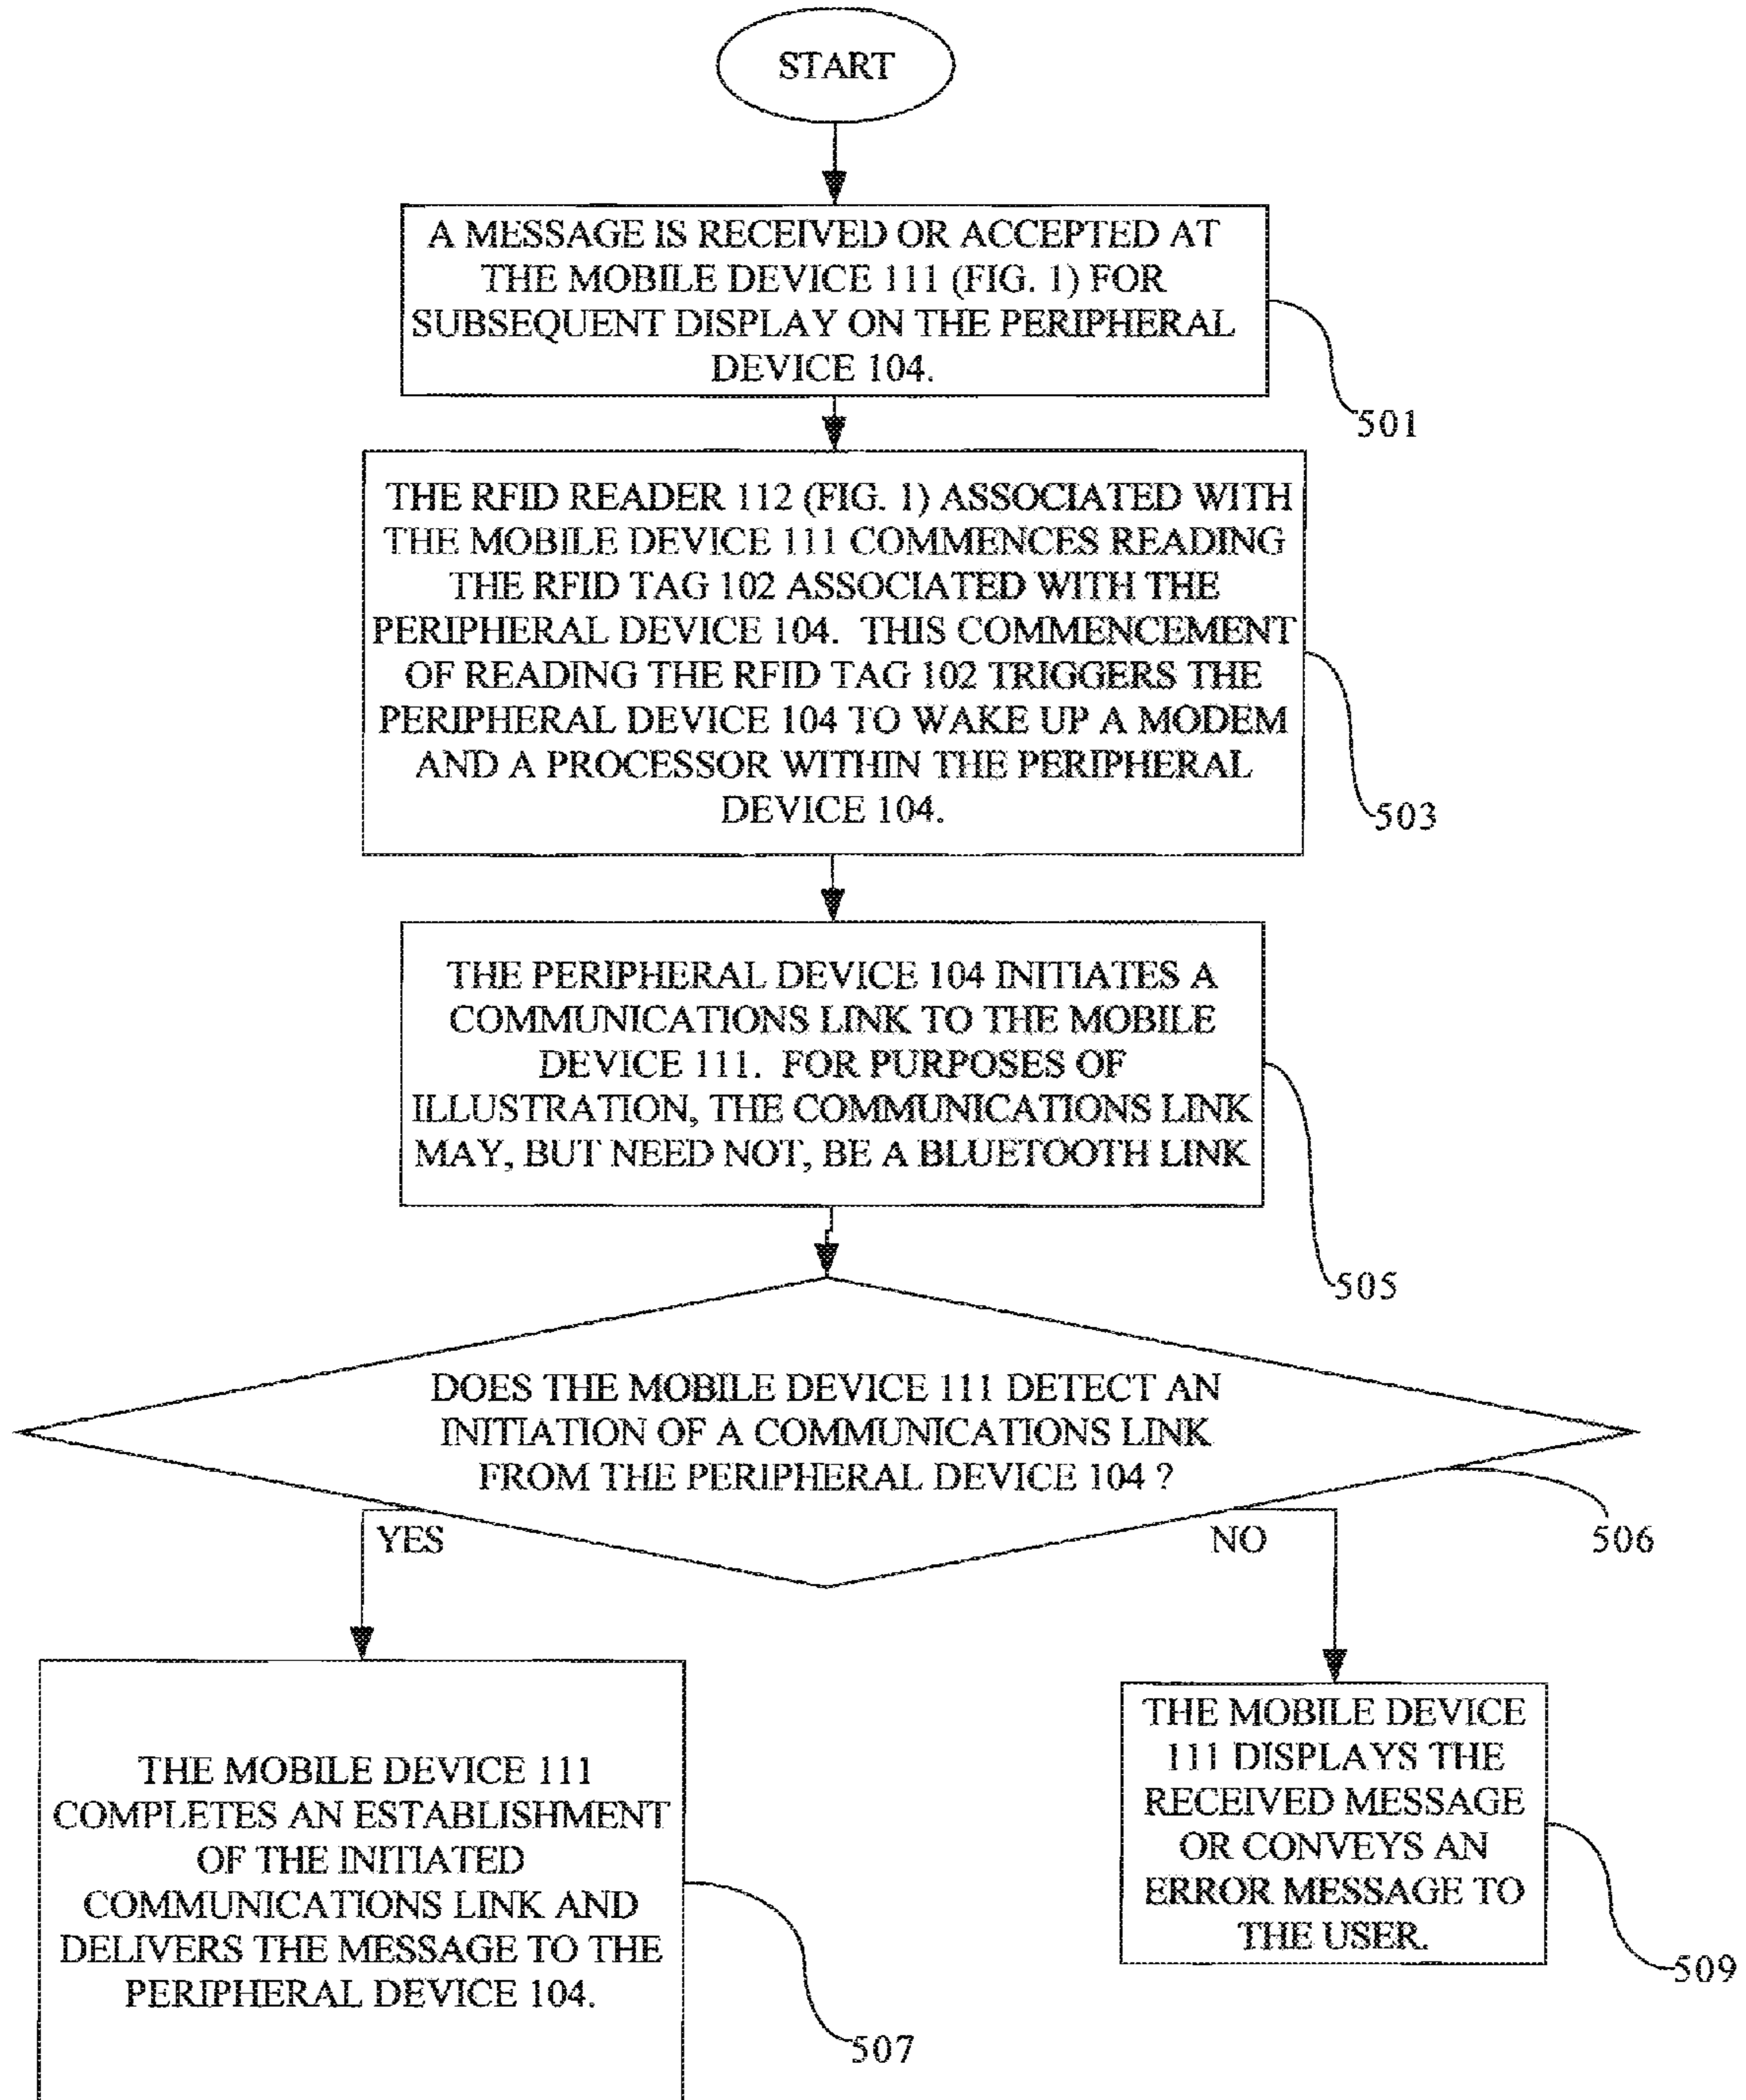 START
A MESSAGE IS RECEIVED OR ACCEPTED AT
THE MOBILE DEVICE 111 (FIG. 1) FOR
SUBSEQUENT DISPLAY ON THE PERIPHERAL
DEVICE 104.
501
THE RFID READER 112 (FIG. 1) ASSOCIATED WITH
THE MOBILE DEVICE 111 COMMENCES READING
THE RFID TAG 102 ASSOCIATED WITH THE
PERIPHERAL DEVICE 104. THIS COMMENCEMENT
OF READING THE RFID TAG 102 TRIGGERS THE
PERIPHERAL DEVICE 104 TO WAKE UP A MODEM
AND A PROCESSOR WITHIN THE PERIPHERAL
DEVICE 104.
503
THE PERIPHERAL DEVICE 104 INITIATES A
COMMUNICATIONS LINK TO THE MOBILE
DEVICE 111. FOR PURPOSES OF
ILLUSTRATION, THE COMMUNICATIONS LINK
MAY, BUT NEED NOT, BE A BLUETOOTH LINK
505
DOES THE MOBILE DEVICE 111 DETECT AN
INITIATION OF A COMMUNICATIONS LINK
FROM THE PERIPHERAL DEVICE 104 ?
506
YES
NO
THE MOBILE DEVICE 111
COMPLETES AN ESTABLISHMENT
OF THE INITIATED
COMMUNICATIONS LINK AND
DELIVERS THE MESSAGE TO THE
PERIPHERAL DEVICE 104.
507
THE MOBILE DEVICE
111 DISPLAYS THE
RECEIVED MESSAGE
OR CONVEYS AN
ERROR MESSAGE TO
THE USER.
509